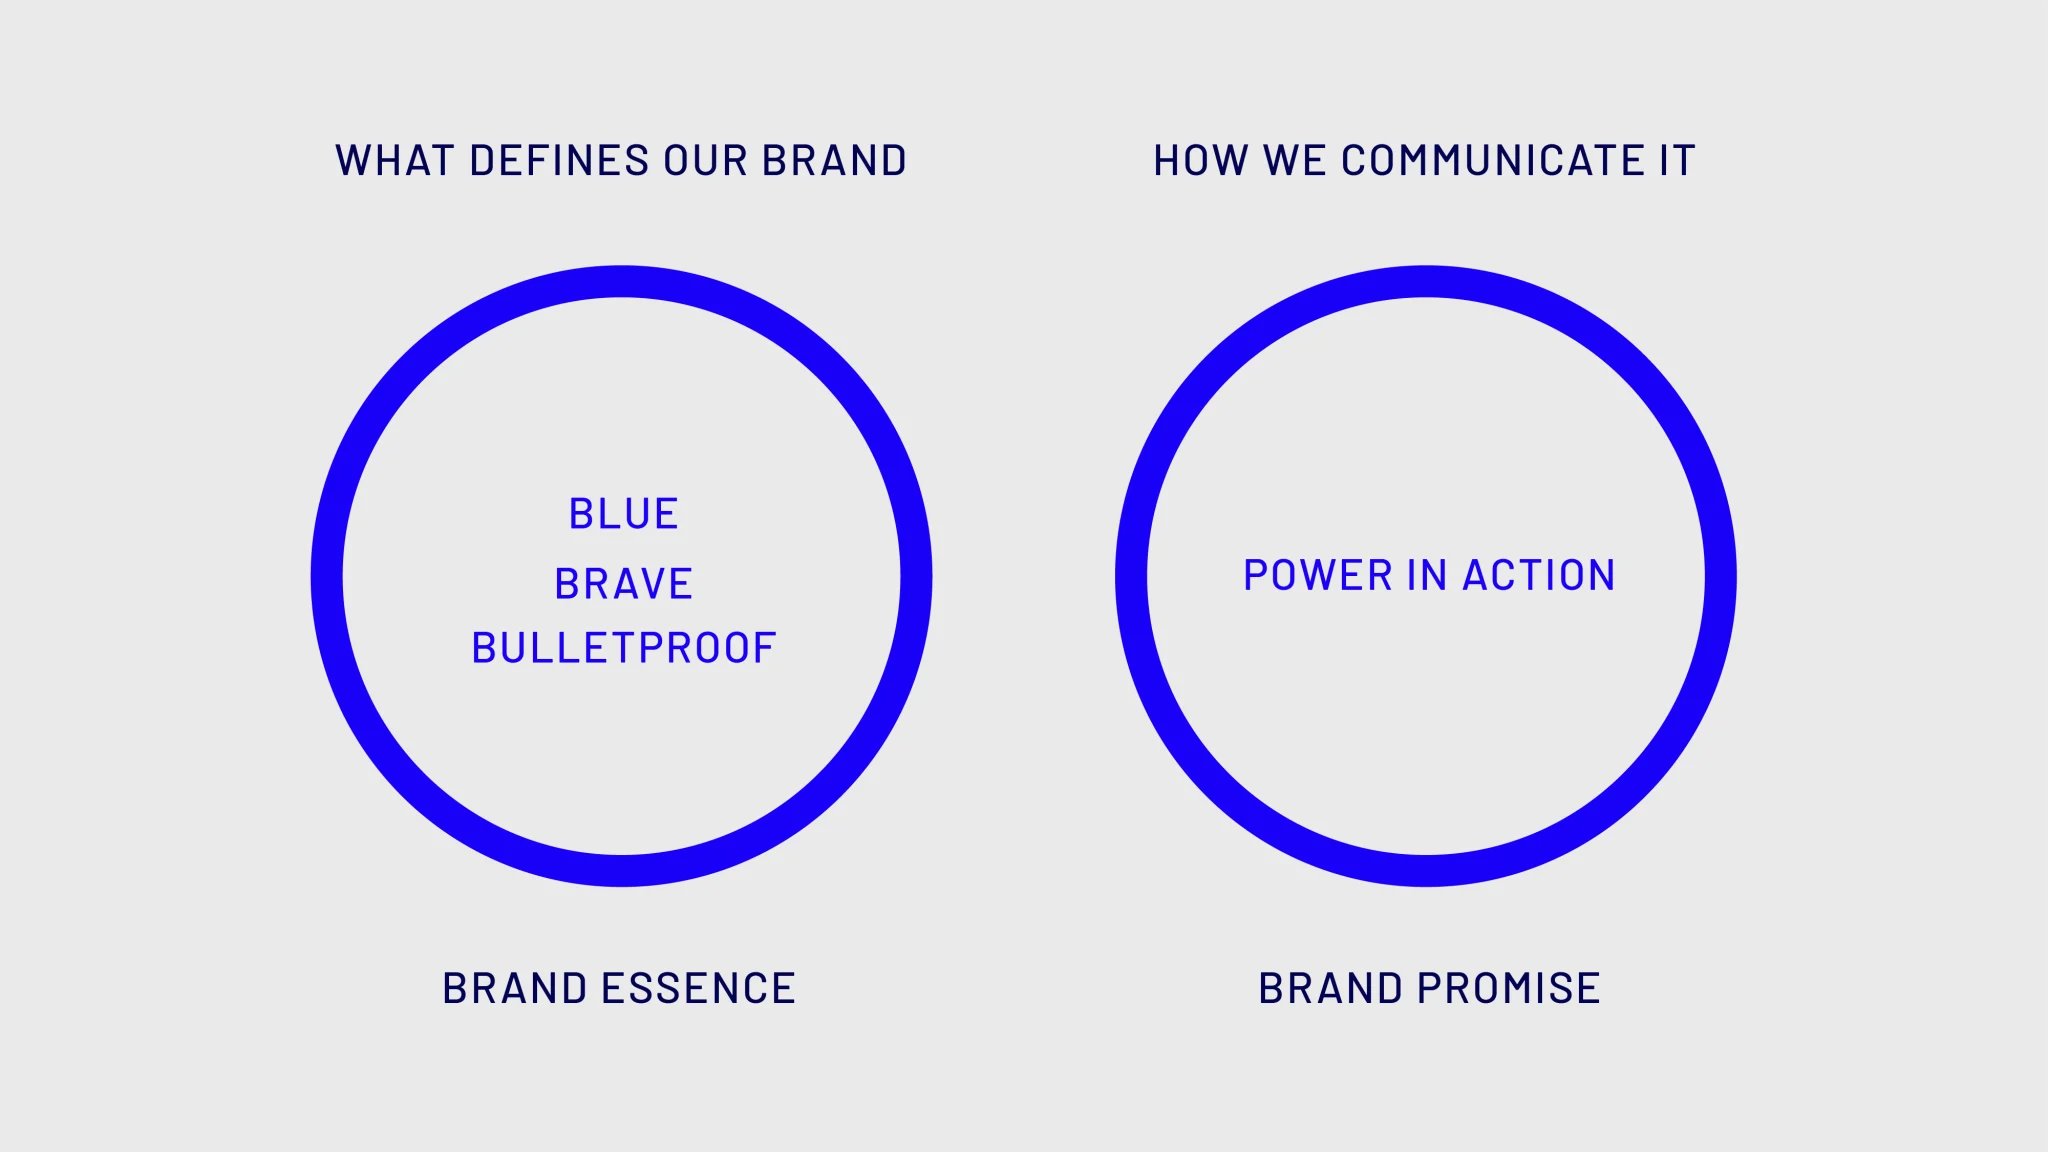 WHAT DEFINES OUR BRAND
HOW WE COMMUNICATE IT
BLUE
BRAVE
BULLETPROOF
POWER IN ACTION
BRAND ESSENCE
BRAND PROMISE